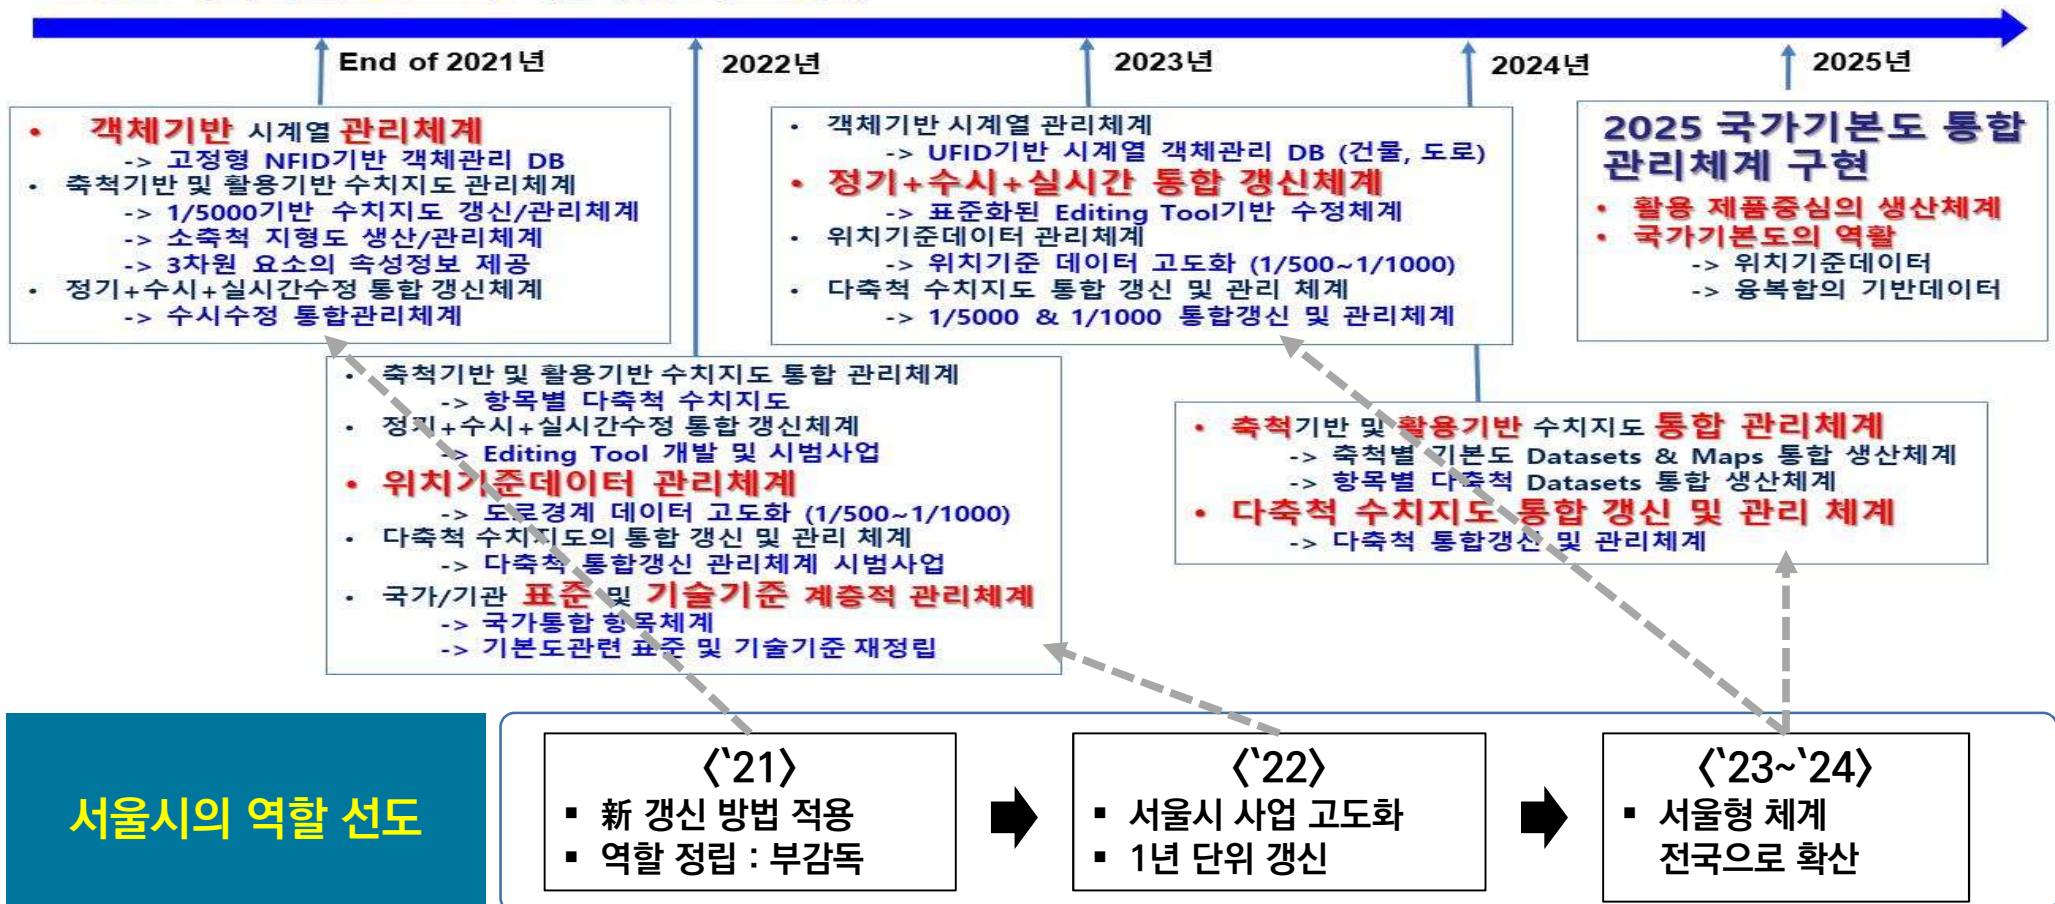 End of 2021년
2022년
2023년
2024년
2025년
• 객체기반 시계열 관리체계
-> 고정형 NFID기반 객체관리 DB
• 축척기반 및 활용기반 수치지도 관리체계
-> 1/5000기반 수치지도 갱신/관리체계
-> 소축척 지형도 생산/관리체계
-> 3차원 요소의 속성정보 제공
• 정기+수시+실시간수정 통합 갱신체계
-> 수시수정 통합관리체계
• 객체기반 시계열 관리체계
-> UFID기반 시계열 객체관리 DB (건물, 도로)
• 정기+수시+실시간 통합 갱신체계
-> 표준화된 Editing Tool기반 수정체계
• 위치기준데이터 관리체계
-> 위치기준 데이터 고도화 (1/500~1/1000)
• 다축척 수치지도 통합 갱신 및 관리 체계
-> 1/5000 & 1/1000 통합갱신 및 관리체계
2025 국가기본도 통합
관리체계 구현
• 활용 제품중심의 생산체계
• 국가기본도의 역활
-> 위치기준데이터
-> 융복합의 기반데이터
• 축척기반 및 활용기반 수치지도 통합 관리체계
-> 항목별 다축척 수치지도
• 정기+수시+실시간수정 통합 갱신체계
-> Editing Tool 개발 및 시범사업
• 위치기준데이터 관리체계
-> 도로경계 데이터 고도화 (1/500~1/1000)
• 다축척 수치지도의 통합 갱신 및 관리 체계
-> 다축척 통합갱신 관리체계 시범사업
• 국가/기관 표준 및 기술기준 계층적 관리체계
-> 국가통합 항목체계
-> 기본도관련 표준 및 기술기준 재정립
• 축척기반 및 활용기반 수치지도 통합 관리체계
-> 축척별 기본도 Datasets & Maps 통합 생산체계
-> 항목별 다축척 Datasets 통합 생산체계
• 다축척 수치지도 통합 갱신 및 관리 체계
-> 다축척 통합갱신 및 관리체계
서울시의 역할 선도
〈‵21〉
▪ 新 갱신 방법 적용
▪ 역할 정립 : 부감독
〈‵22〉
▪ 서울시 사업 고도화
▪ 1년 단위 갱신
〈‵23~‵24〉
▪ 서울형 체계
전국으로 확산